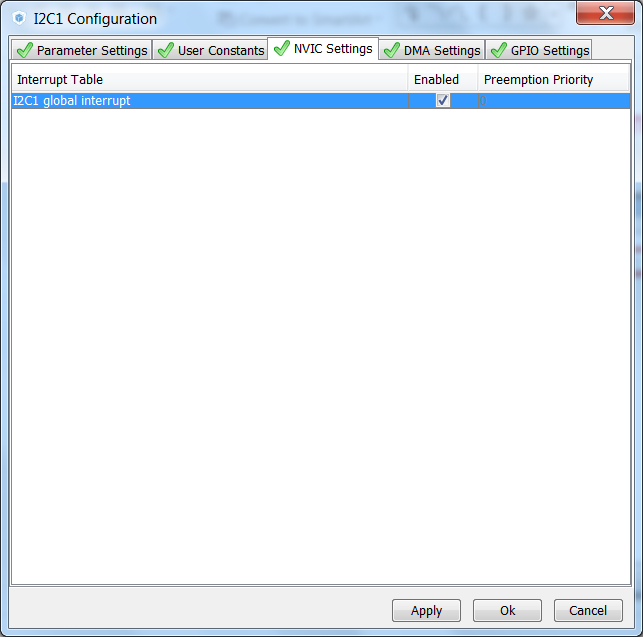 I2C1 Configuration
Parameter Settings User Constants NVIC Settings DMA Settings GPIO Settings
Interrupt Table Enabled Preemption Priority
I2C1 global interrupt 0
Apply Ok Cancel